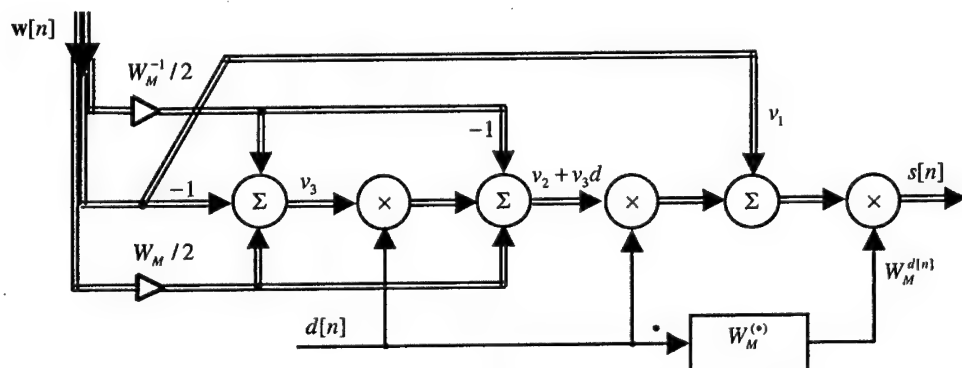 w[n]
W_M^{-1}/2
v_1
-1
-1
v_3
v_2 + v_3d
s[n]
Σ
×
Σ
×
Σ
×
W_M/2
W_M^{d[n]}
d[n]
•
W_M^{(•)}